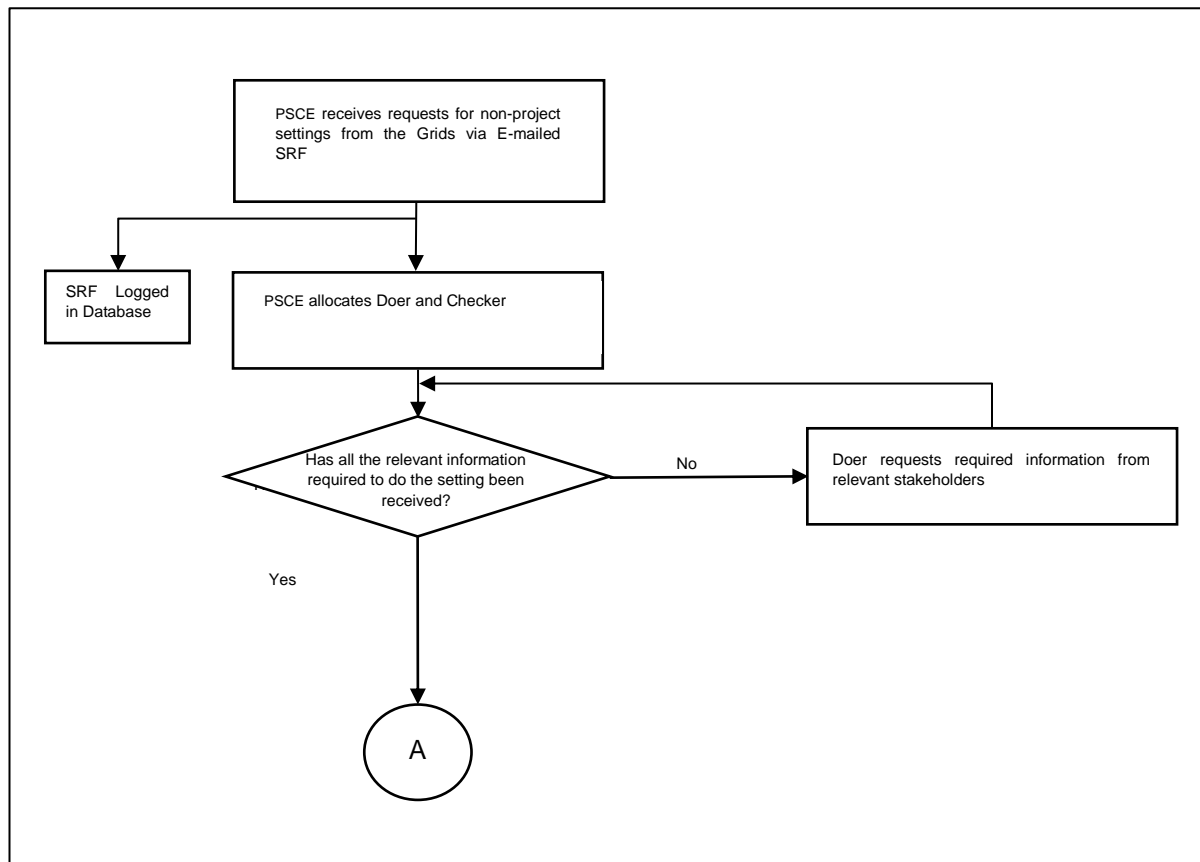 PSCE receives requests for non-project
settings from the Grids via E-mailed
SRF
SRF Logged
in Database
PSCE allocates Doer and Checker
Has all the relevant information
required to do the setting been
received?
No
Doer requests required information from
relevant stakeholders
Yes
A